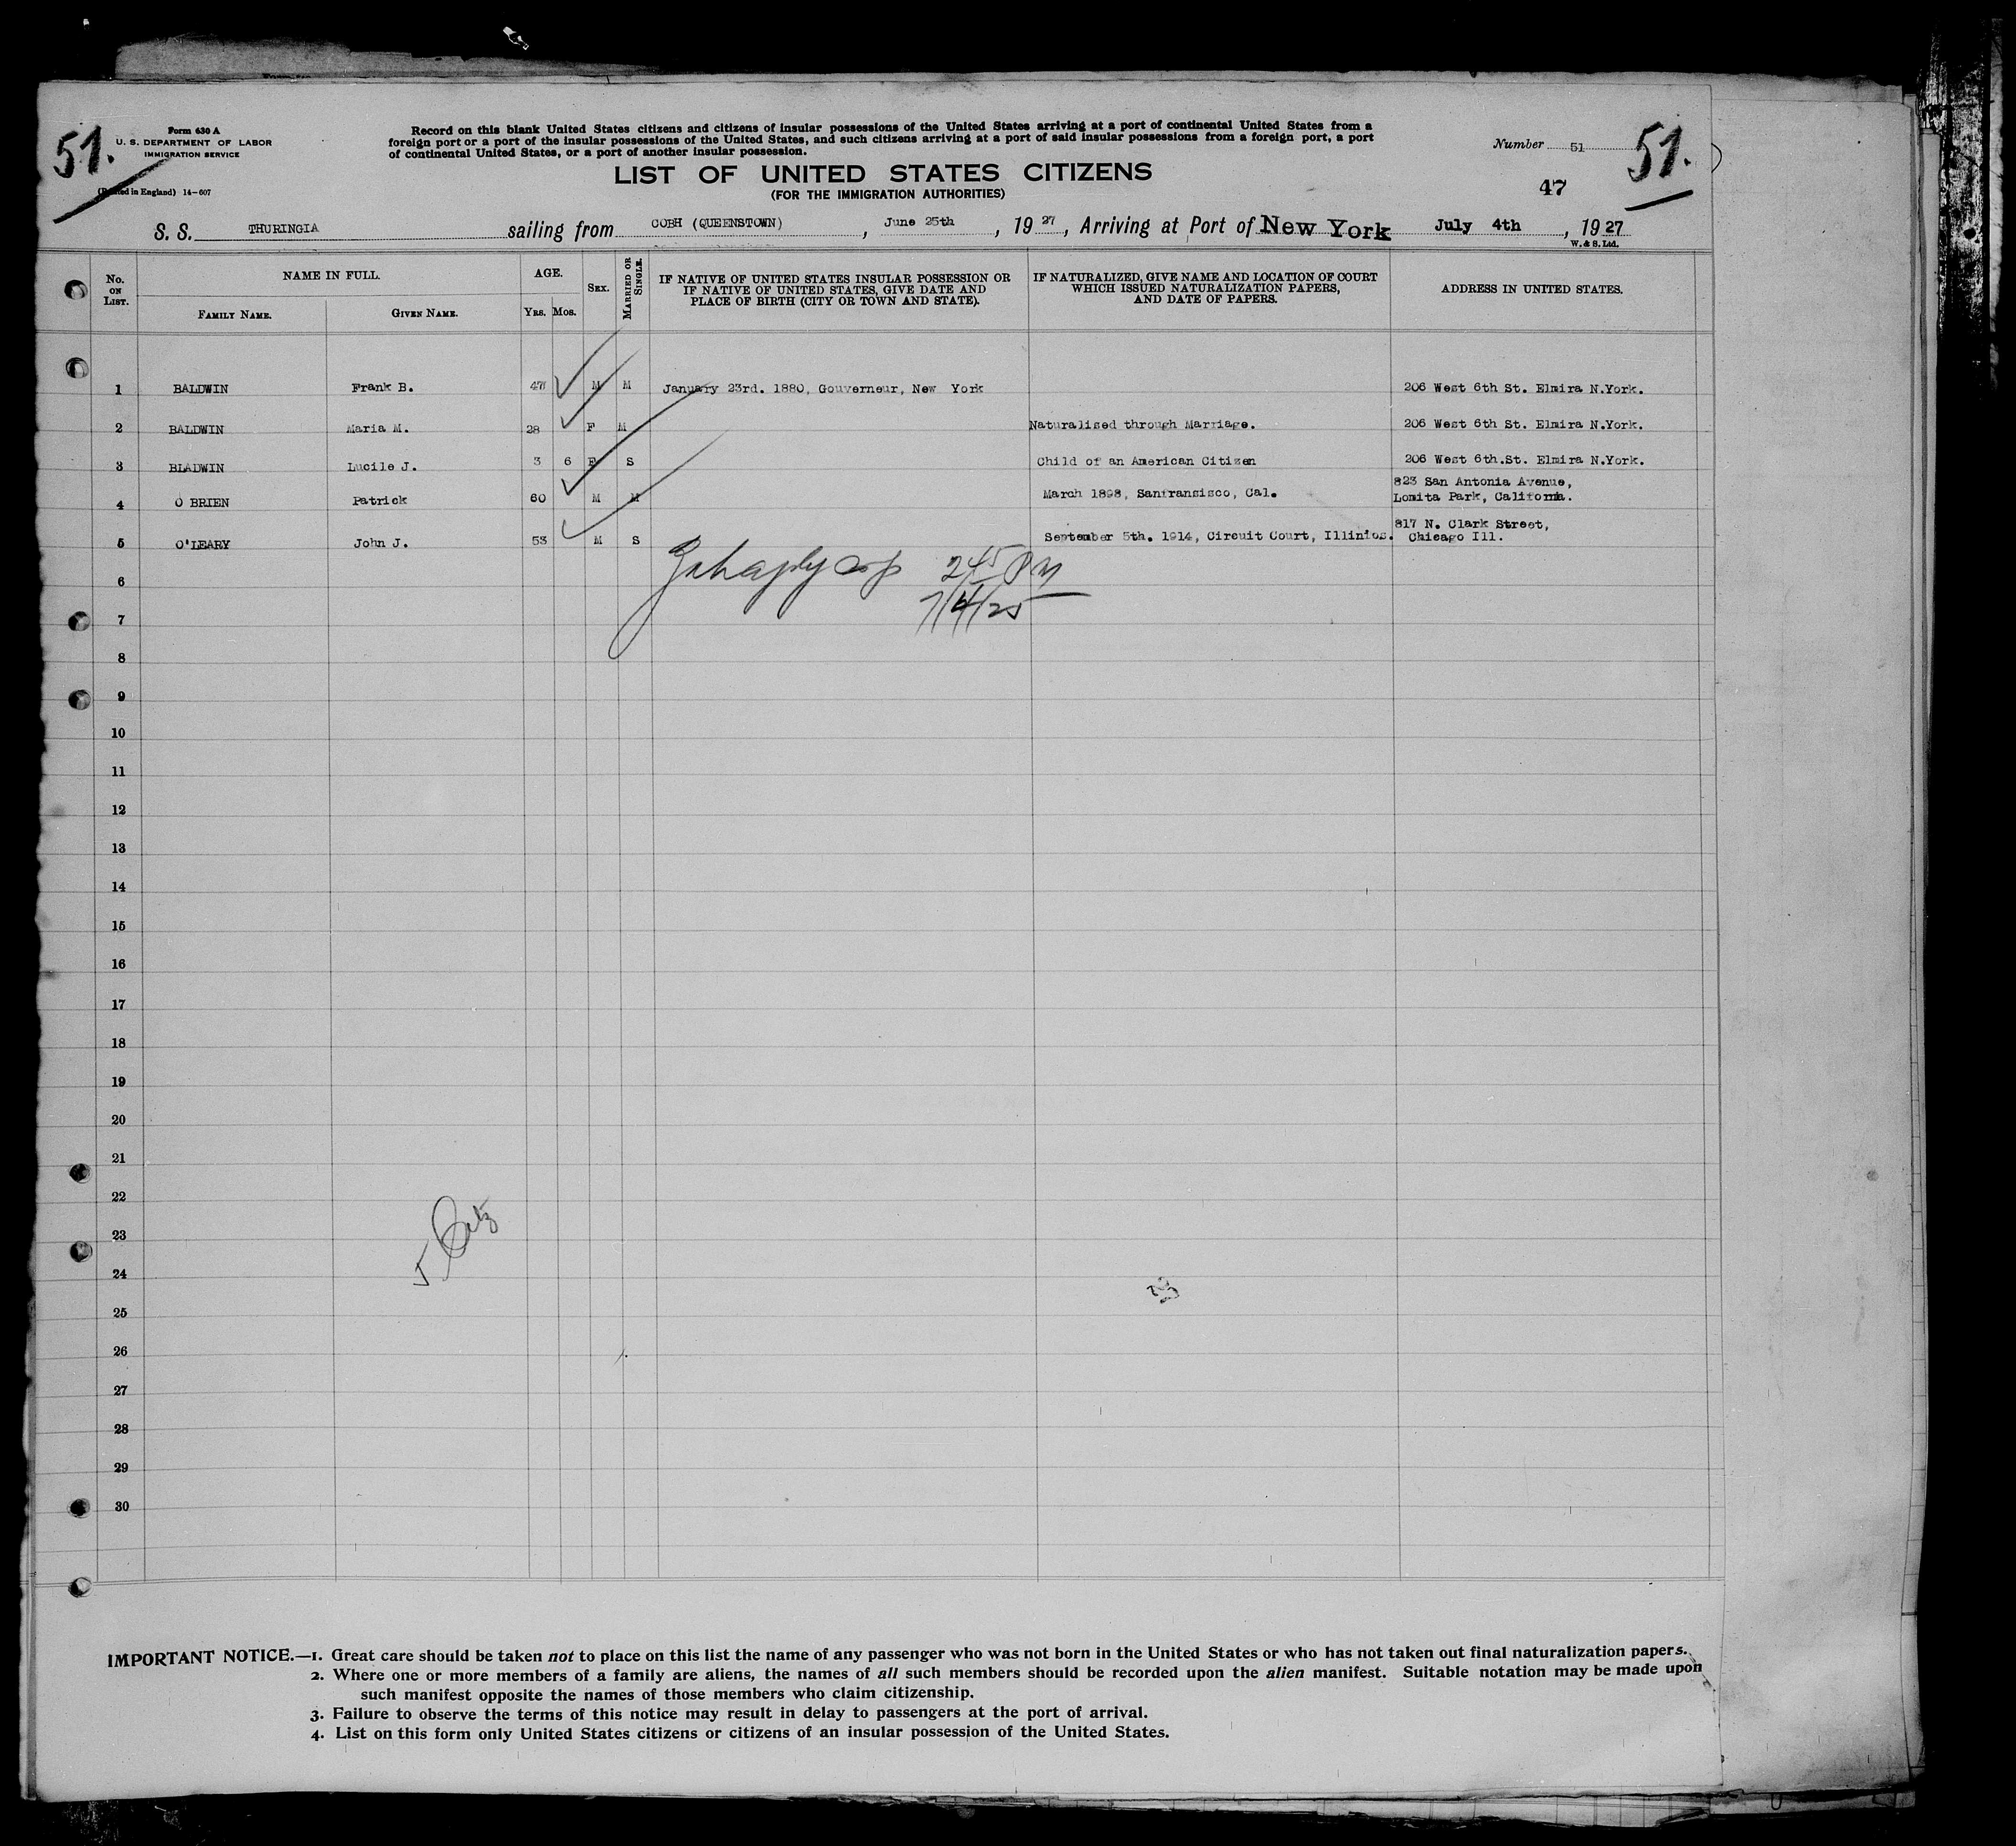 51.
Form 630 A
U. S. DEPARTMENT OF LABOR
IMMIGRATION SERVICE
(Printed in England) 14-607
Record on this blank United States citizens and citizens of insular possessions of the United States arriving at a port of continental United States from a
foreign port or a port of the insular possessions of the United States, and such citizens arriving at a port of said insular possessions from a foreign port, a port
of continental United States, or a port of another insular possession.
LIST OF UNITED STATES CITIZENS
(FOR THE IMMIGRATION AUTHORITIES)
Number 51
51.
47
S. S. THURINGIA sailing from COBH (QUEENSTOWN), June 25th, 1927, Arriving at Port of New York July 4th, 1927
W. & S. Ltd.
No. ON LIST. NAME IN FULL. FAMILY NAME. GIVEN NAME. AGE. YRS. MOS. SEX. MARRIED OR SINGLE. IF NATIVE OF UNITED STATES INSULAR POSSESSION OR IF NATIVE OF UNITED STATES, GIVE DATE AND PLACE OF BIRTH (CITY OR TOWN AND STATE). IF NATURALIZED, GIVE NAME AND LOCATION OF COURT WHICH ISSUED NATURALIZATION PAPERS, AND DATE OF PAPERS. ADDRESS IN UNITED STATES.
1 BALDWIN Frank B. 47 M M January 23rd. 1880, Gouverneur, New York 206 West 6th St. Elmira N.York.
2 BALDWIN Maria M. 28 F M Naturalised through Marriage. 206 West 6th St. Elmira N.York.
3 BLADWIN Lucile J. 3 6 F S Child of an American Citizen 206 West 6th.St. Elmira N.York.
4 O BRIEN Patrick 60 M M March 1898, Sanfransisco, Cal. 823 San Antonia Avenue, Lomita Park, California.
5 O'LEARY John J. 53 M S September 5th. 1914, Circuit Court, Illinios. 817 N. Clark Street, Chicago Ill.
2 45 PM
7/4/25
6
7
8
9
10
11
12
13
14
15
16
17
18
19
20
21
22
23
24
25
26
27
28
29
30
IMPORTANT NOTICE.—1. Great care should be taken not to place on this list the name of any passenger who was not born in the United States or who has not taken out final naturalization papers.
2. Where one or more members of a family are aliens, the names of all such members should be recorded upon the alien manifest. Suitable notation may be made upon
such manifest opposite the names of those members who claim citizenship.
3. Failure to observe the terms of this notice may result in delay to passengers at the port of arrival.
4. List on this form only United States citizens or citizens of an insular possession of the United States.